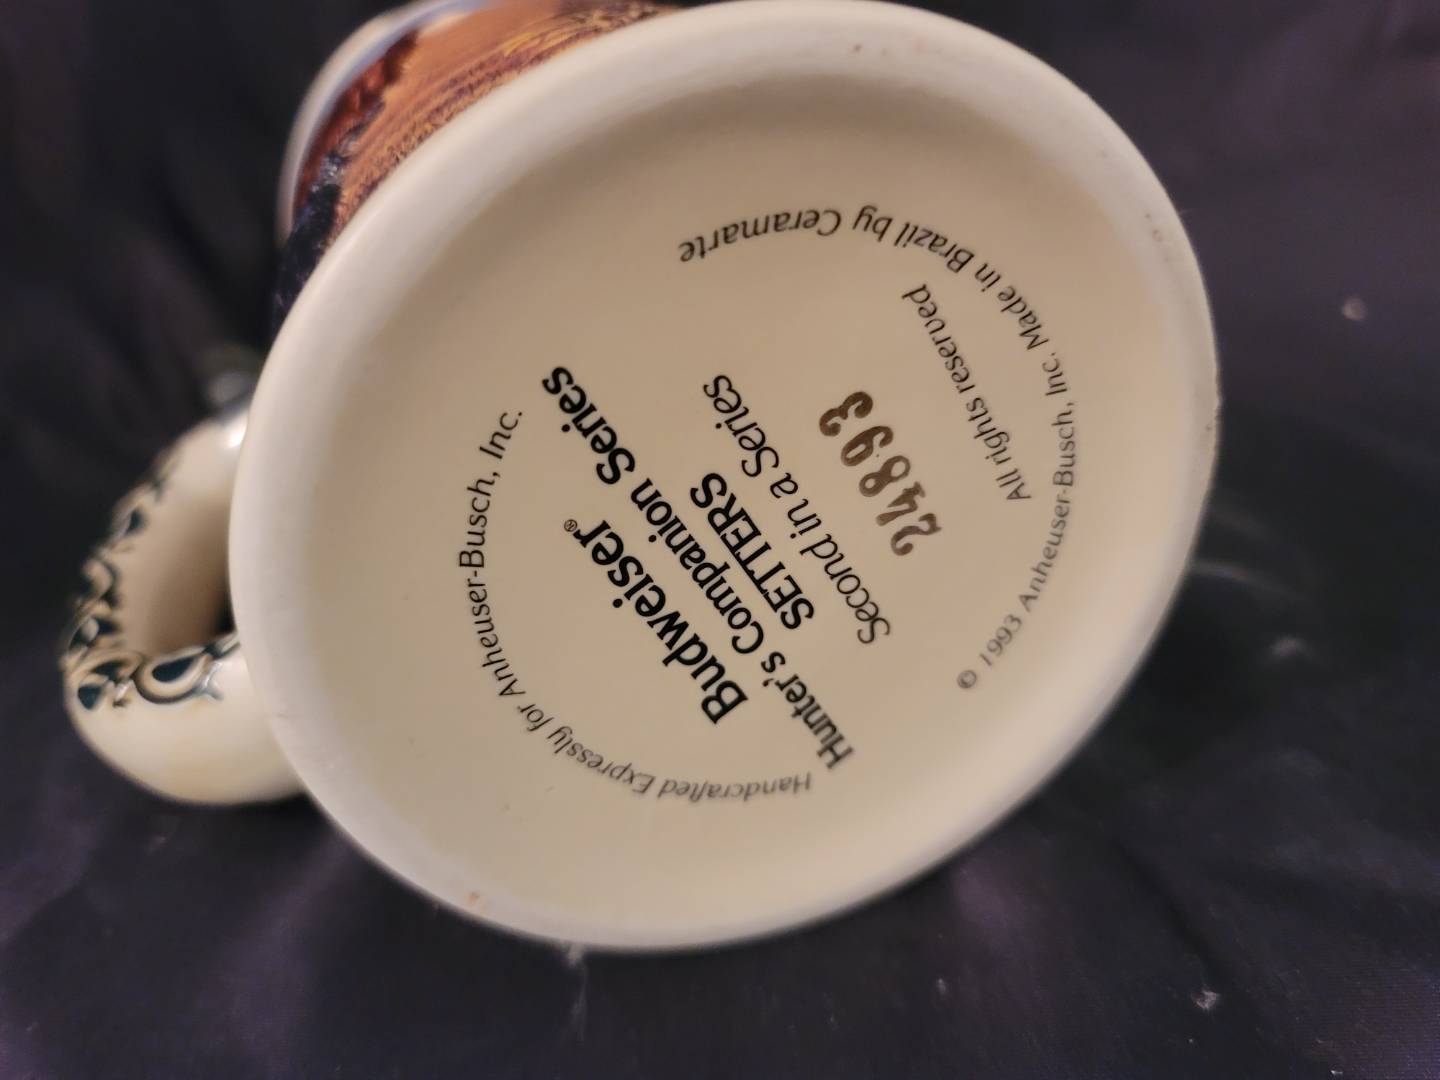 Handcrafted Expressly for Anheuser-Busch, Inc.
Budweiser®
Hunter's Companion Series
SETTERS
Second in a Series
24893
All rights reserved
© 1993 Anheuser-Busch, Inc. Made in Brazil by Ceramarte